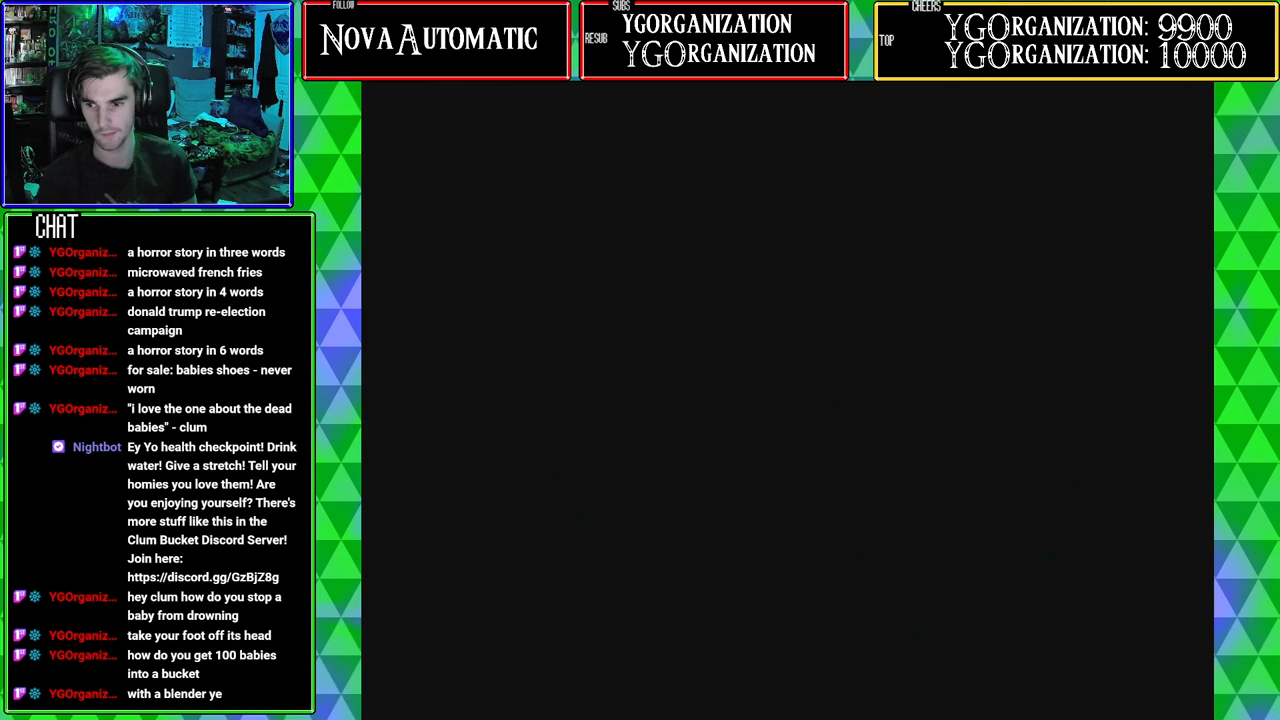 FOLLOW
NovaAutomatic
SUBS
RESUB
YGORGANIZATION
YGORGANIZATION
CHEERS
TOP
YGORGANIZATION: 9900
YGORGANIZATION: 10000
CHAT
YGOrganiz... a horror story in three words
YGOrganiz... microwaved french fries
YGOrganiz... a horror story in 4 words
YGOrganiz... donald trump re-election
campaign
YGOrganiz... a horror story in 6 words
YGOrganiz... for sale: babies shoes - never
worn
YGOrganiz... "i love the one about the dead
babies" - clum
Nightbot Ey Yo health checkpoint! Drink
water! Give a stretch! Tell your
homies you love them! Are
you enjoying yourself? There's
more stuff like this in the
Clum Bucket Discord Server!
Join here:
https://discord.gg/GzBjZ8g
YGOrganiz... hey clum how do you stop a
baby from drowning
YGOrganiz... take your foot off its head
YGOrganiz... how do you get 100 babies
into a bucket
YGOrganiz... with a blender ye